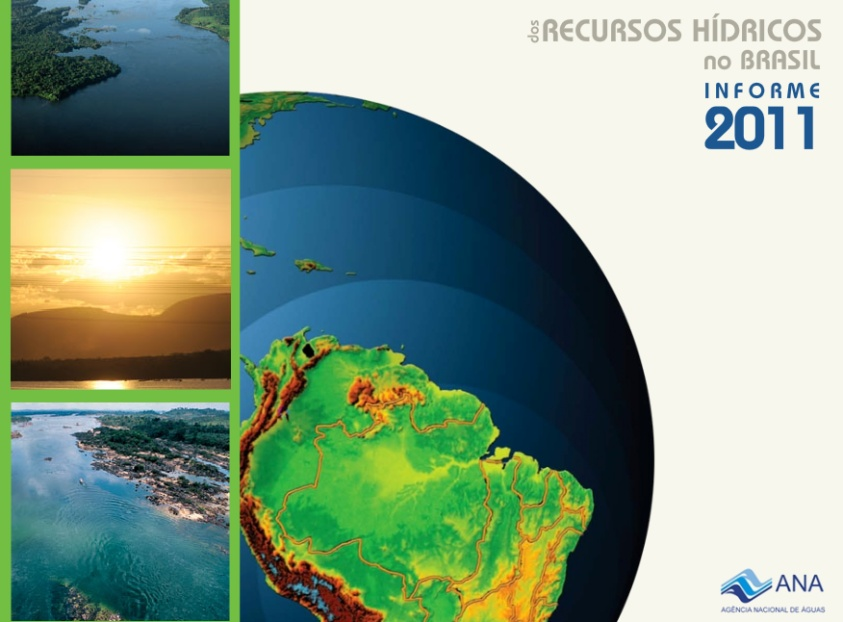 dos RECURSOS HÍDRICOS
no BRASIL
INFORME
2011
ANA
AGÊNCIA NACIONAL DE ÁGUAS